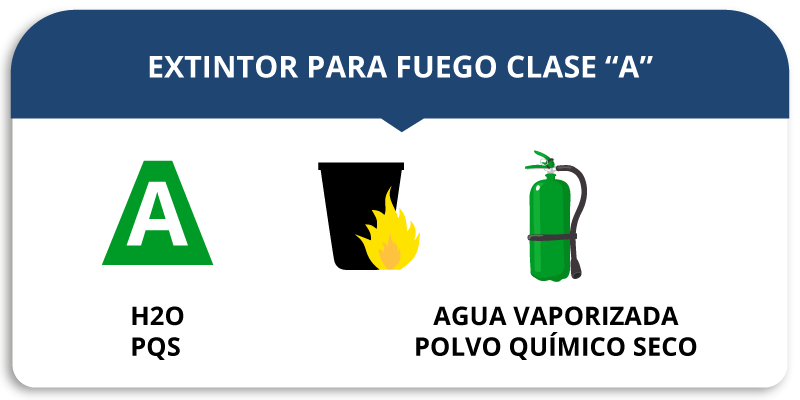 EXTINTOR PARA FUEGO CLASE “A”
A
H2O
PQS
AGUA VAPORIZADA
POLVO QUÍMICO SECO